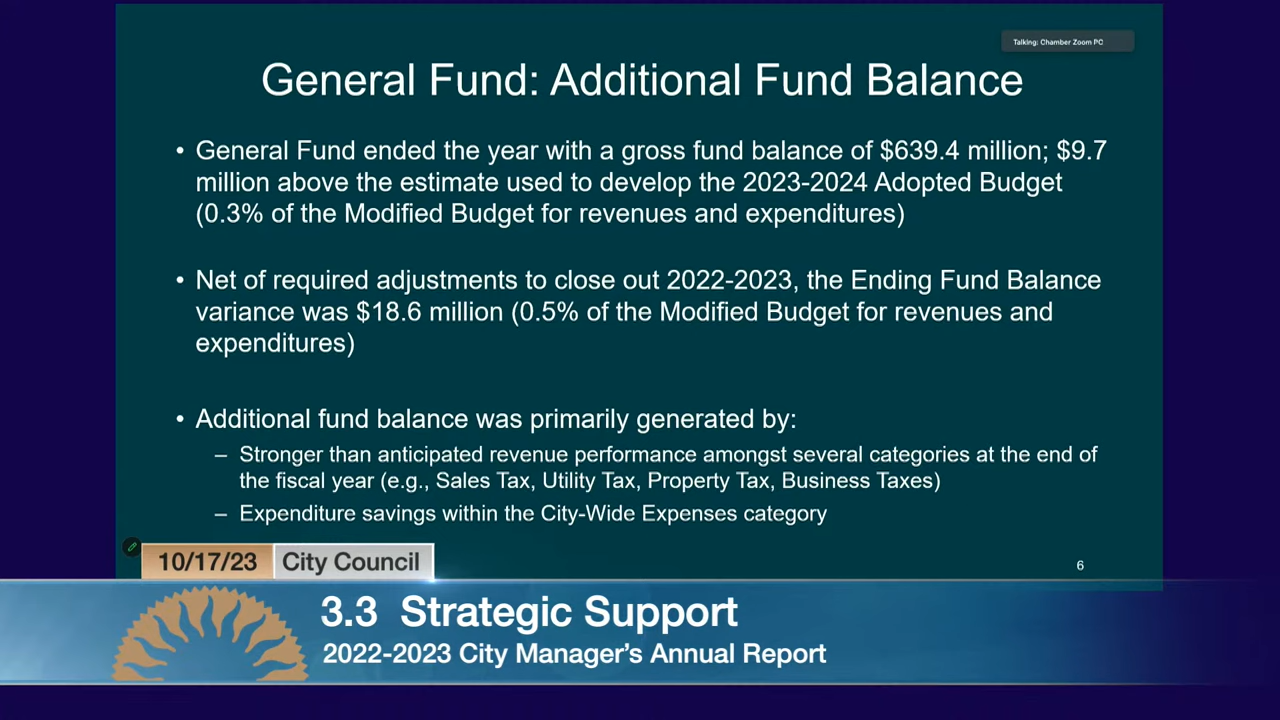 Talking: Chamber Zoom PC
General Fund: Additional Fund Balance
• General Fund ended the year with a gross fund balance of $639.4 million; $9.7
million above the estimate used to develop the 2023-2024 Adopted Budget
(0.3% of the Modified Budget for revenues and expenditures)
• Net of required adjustments to close out 2022-2023, the Ending Fund Balance
variance was $18.6 million (0.5% of the Modified Budget for revenues and
expenditures)
• Additional fund balance was primarily generated by:
– Stronger than anticipated revenue performance amongst several categories at the end of
the fiscal year (e.g., Sales Tax, Utility Tax, Property Tax, Business Taxes)
– Expenditure savings within the City-Wide Expenses category
6
10/17/23 City Council
3.3 Strategic Support
2022-2023 City Manager's Annual Report